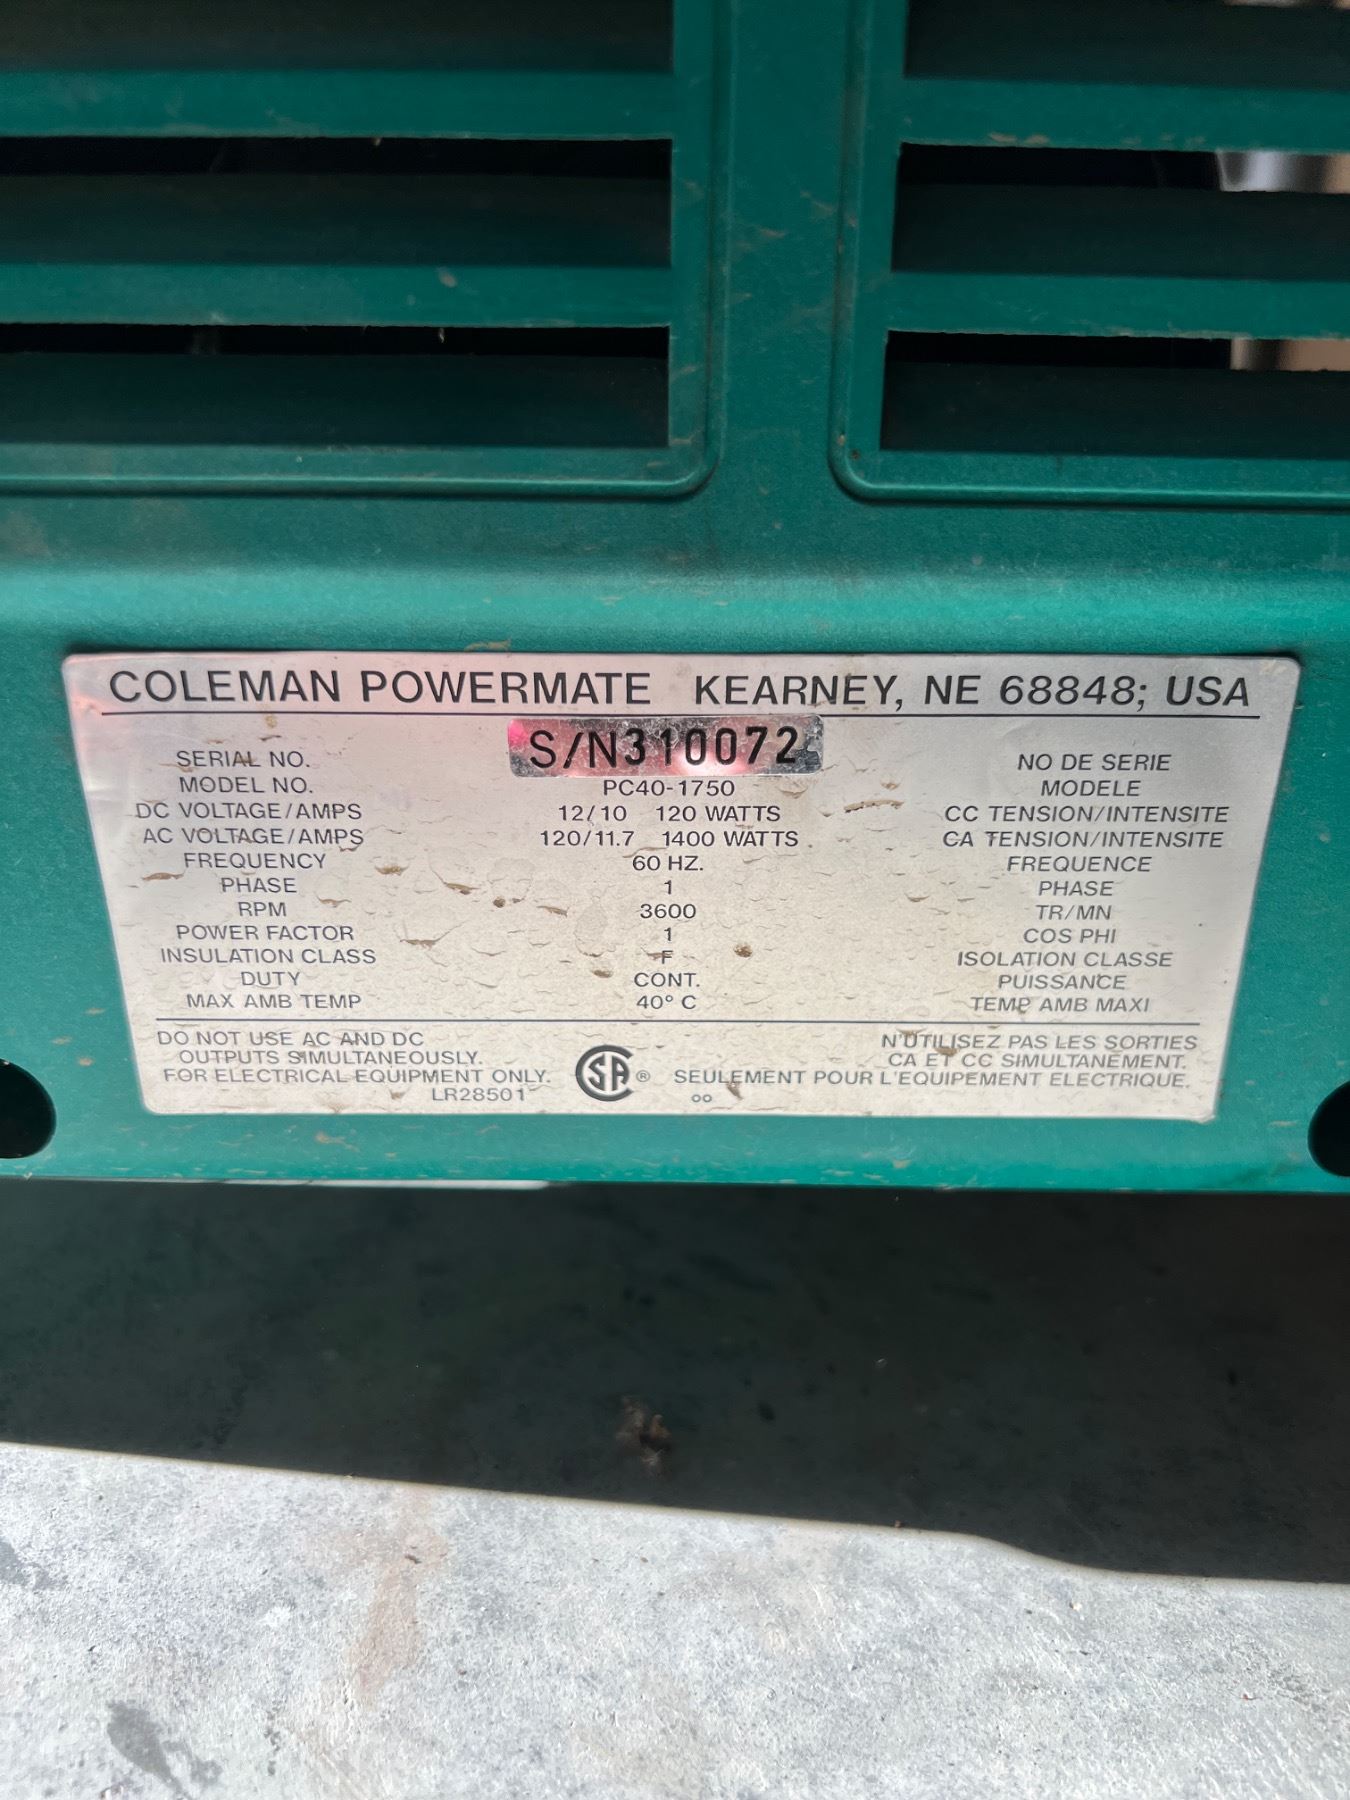 COLEMAN POWERMATE KEARNEY, NE 68848; USA
SERIAL NO. S/N310072 NO DE SERIE
MODEL NO. PC40-1750 MODELE
DC VOLTAGE/AMPS 12/10 120 WATTS CC TENSION/INTENSITE
AC VOLTAGE/AMPS 120/11.7 1400 WATTS CA TENSION/INTENSITE
FREQUENCY 60 HZ. FREQUENCE
PHASE 1 PHASE
RPM 3600 TR/MN
POWER FACTOR 1 COS PHI
INSULATION CLASS F ISOLATION CLASSE
DUTY CONT. PUISSANCE
MAX AMB TEMP 40° C TEMP AMB MAXI
DO NOT USE AC AND DC
OUTPUTS SIMULTANEOUSLY.
FOR ELECTRICAL EQUIPMENT ONLY.
LR28501
SA ®
N'UTILISEZ PAS LES SORTIES
CA ET CC SIMULTANÉMENT.
SEULEMENT POUR L'EQUIPEMENT ELECTRIQUE.
OO